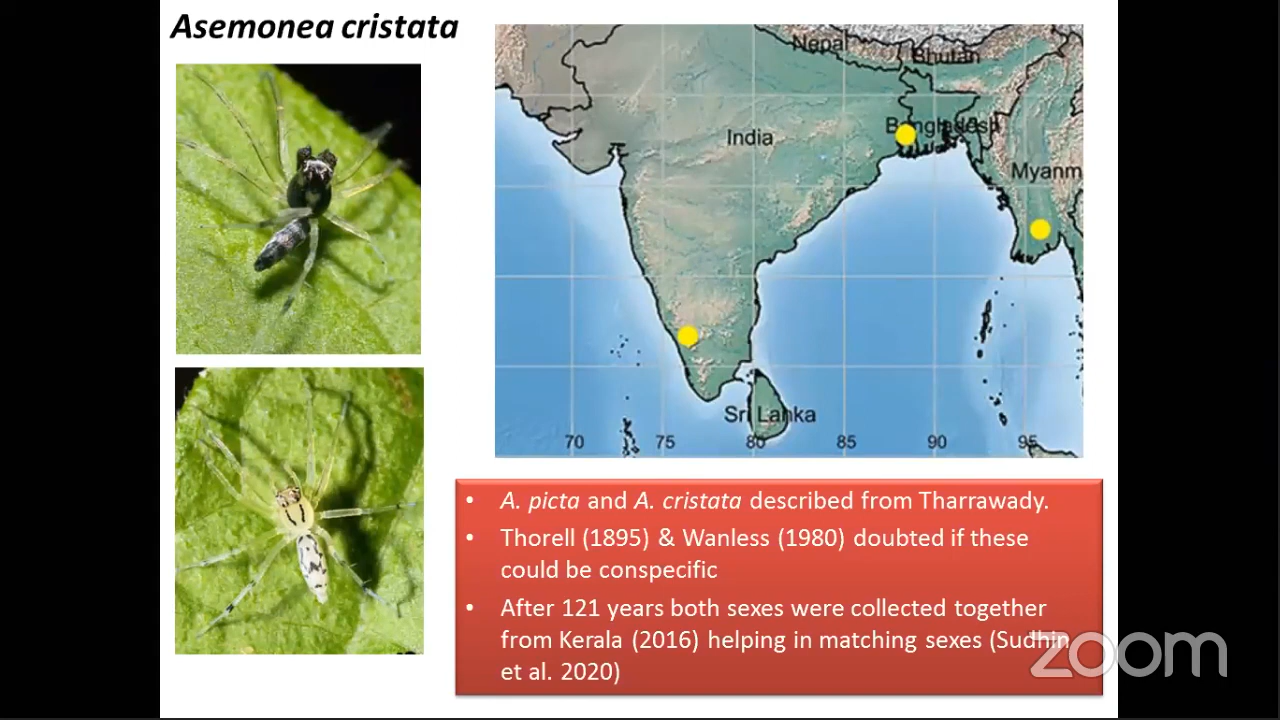 Asemonea cristata
Nepal
Bhutan
India
Bangladesh
Myanm
Sri Lanka
70 75 80 85 90 95
• A. picta and A. cristata described from Tharrawady.
• Thorell (1895) & Wanless (1980) doubted if these
could be conspecific
• After 121 years both sexes were collected together
from Kerala (2016) helping in matching sexes (Sudhin
et al. 2020)
zoom